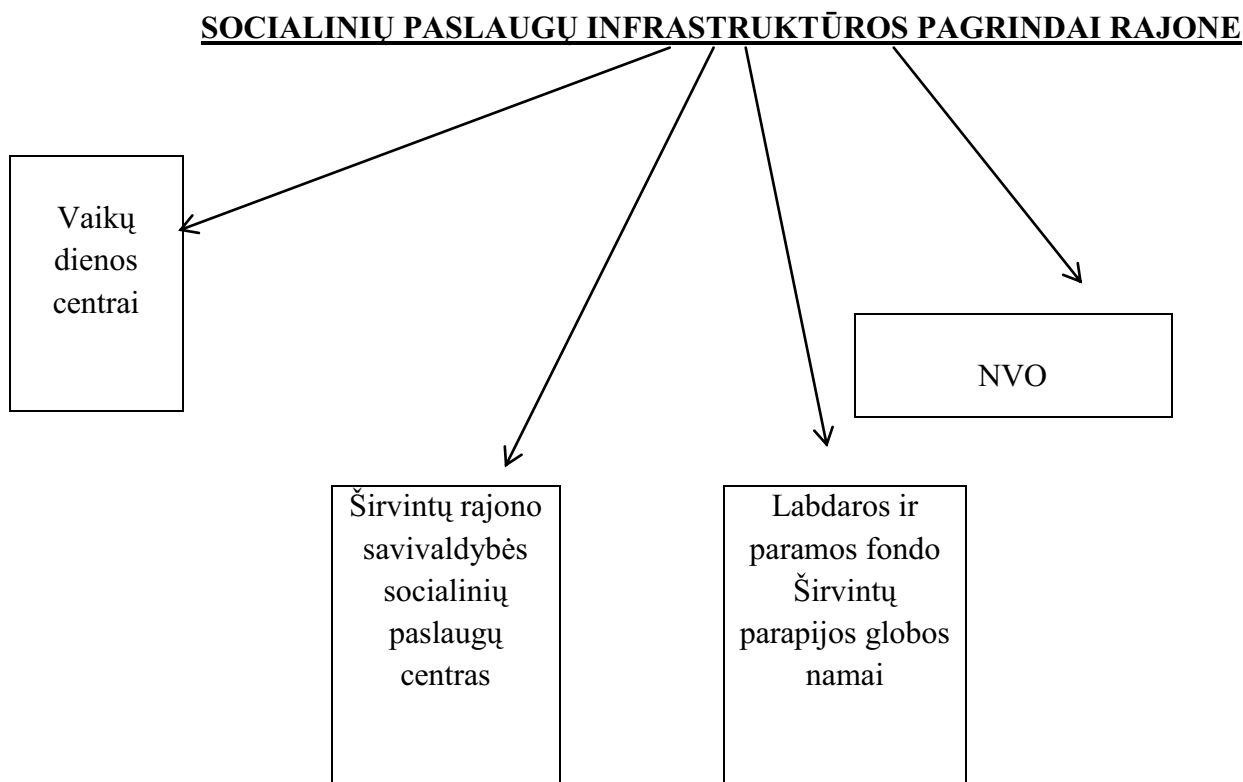 SOCIALINIŲ PASLAUGŲ INFRASTRUKTŪROS PAGRINDAI RAJONE
Vaikų
dienos
centrai
NVO
Širvintų rajono
savivaldybės
socialinių
paslaugų
centras
Labdaros ir
paramos fondo
Širvintų
parapijos globos
namai